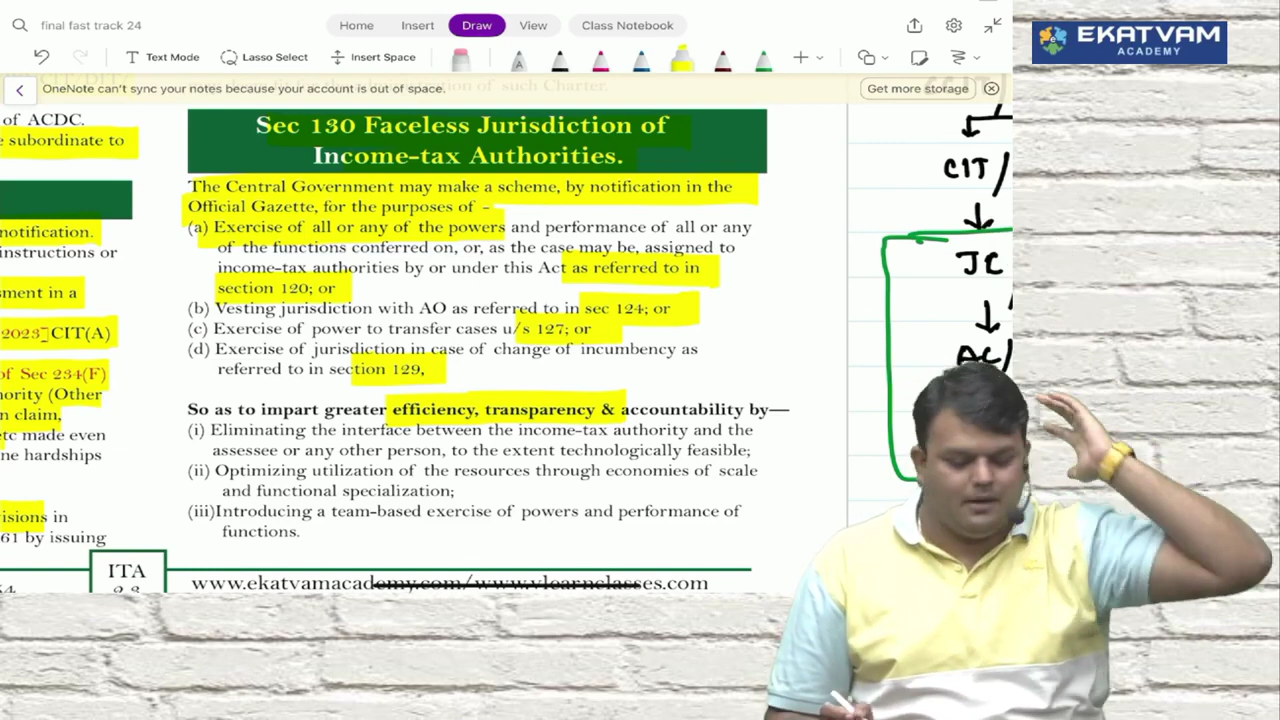 final fast track 24
Home Insert Draw View Class Notebook
Text Mode Lasso Select Insert Space
EKATVAM
ACADEMY
OneNote can't sync your notes because your account is out of space.
Get more storage
of such Charter.
of ACDC.
subordinate to
notification.
instructions or
sment in a
2023 CIT(A)
of Sec 234(F)
hority (Other
n claim,
etc made even
ne hardships
visions in
61 by issuing
Sec 130 Faceless Jurisdiction of
Income-tax Authorities.
The Central Government may make a scheme, by notification in the
Official Gazette, for the purposes of -
(a) Exercise of all or any of the powers and performance of all or any
of the functions conferred on, or, as the case may be, assigned to
income-tax authorities by or under this Act as referred to in
section 120; or
(b) Vesting jurisdiction with AO as referred to in sec 124; or
(c) Exercise of power to transfer cases u/s 127; or
(d) Exercise of jurisdiction in case of change of incumbency as
referred to in section 129,
So as to impart greater efficiency, transparency & accountability by—
(i) Eliminating the interface between the income-tax authority and the
assessee or any other person, to the extent technologically feasible;
(ii) Optimizing utilization of the resources through economies of scale
and functional specialization;
(iii)Introducing a team-based exercise of powers and performance of
functions.
ITA
www.ekatvamacademy.com/www.vlearnclasses.com
CIT/
JC
AC/